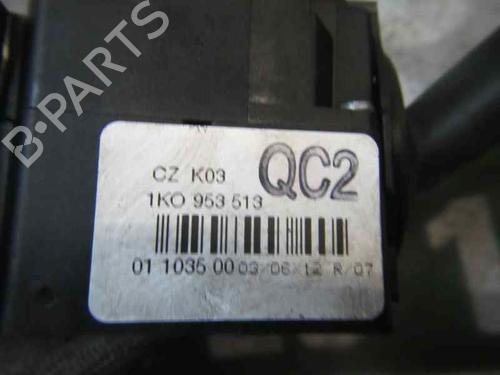 B-PARTS
QC2
CZ K03
1KO 953 513
01 1035 00 03/06/12 R/07